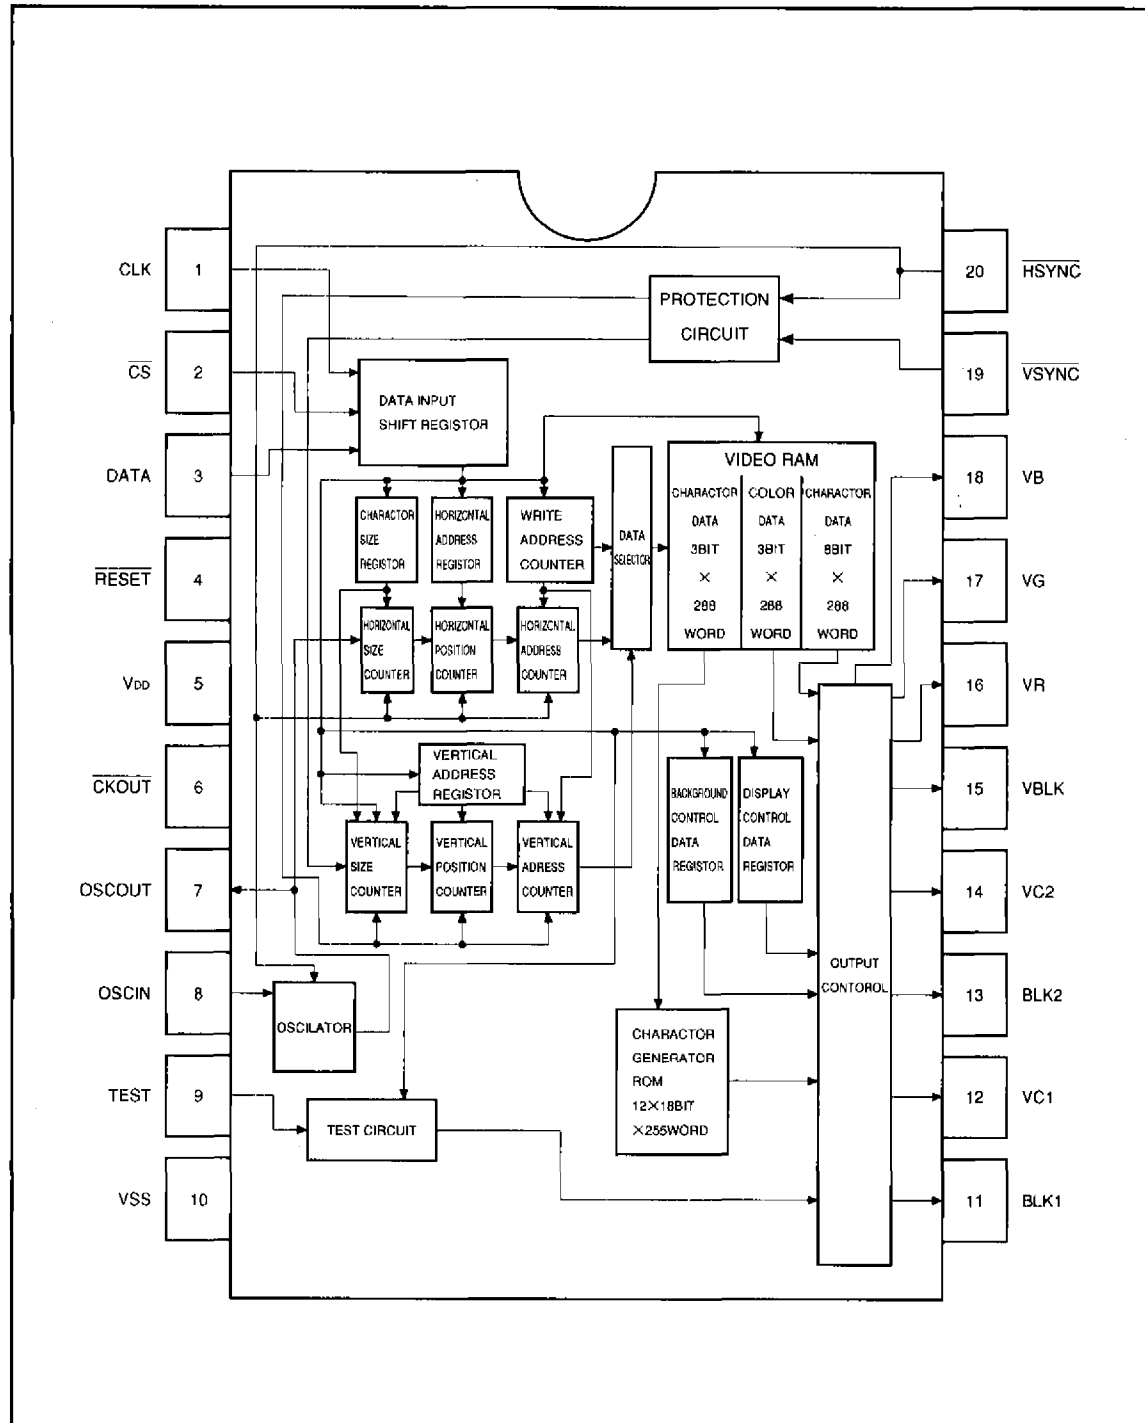 CLK
1
CS
2
DATA
3
RESET
4
VDD
5
CKOUT
6
OSCOUT
7
OSCIN
8
TEST
9
VSS
10
20
HSYNC
19
VSYNC
18
VB
17
VG
16
VR
15
VBLK
14
VC2
13
BLK2
12
VC1
11
BLK1
PROTECTION
CIRCUIT
DATA INPUT
SHIFT REGISTOR
CHARACTOR
SIZE
REGISTOR
HORIZONTAL
ADDRESS
REGISTOR
WRITE
ADDRESS
COUNTER
DATA
SELECTOR
VIDEO RAM
CHARACTOR
DATA
3BIT
×
288
WORD
COLOR
DATA
3BIT
×
288
WORD
CHARACTOR
DATA
8BIT
×
288
WORD
HORIZONTAL
SIZE
COUNTER
HORIZONTAL
POSITION
COUNTER
HORIZCNTAL
ADDRESS
COUNTER
VERTICAL
ADDRESS
REGISTOR
VERTICAL
SIZE
COUNTER
VERTICAL
POSITION
COUNTER
VERTICAL
ADRESS
COUNTER
BACKGROUND
CONTROL
DATA
REGISTOR
DISPLAY
CONTROL
DATA
REGISTOR
OUTPUT
CONTOROL
OSCILATOR
TEST CIRCUIT
CHARACTOR
GENERATOR
ROM
12×18BIT
×255WORD